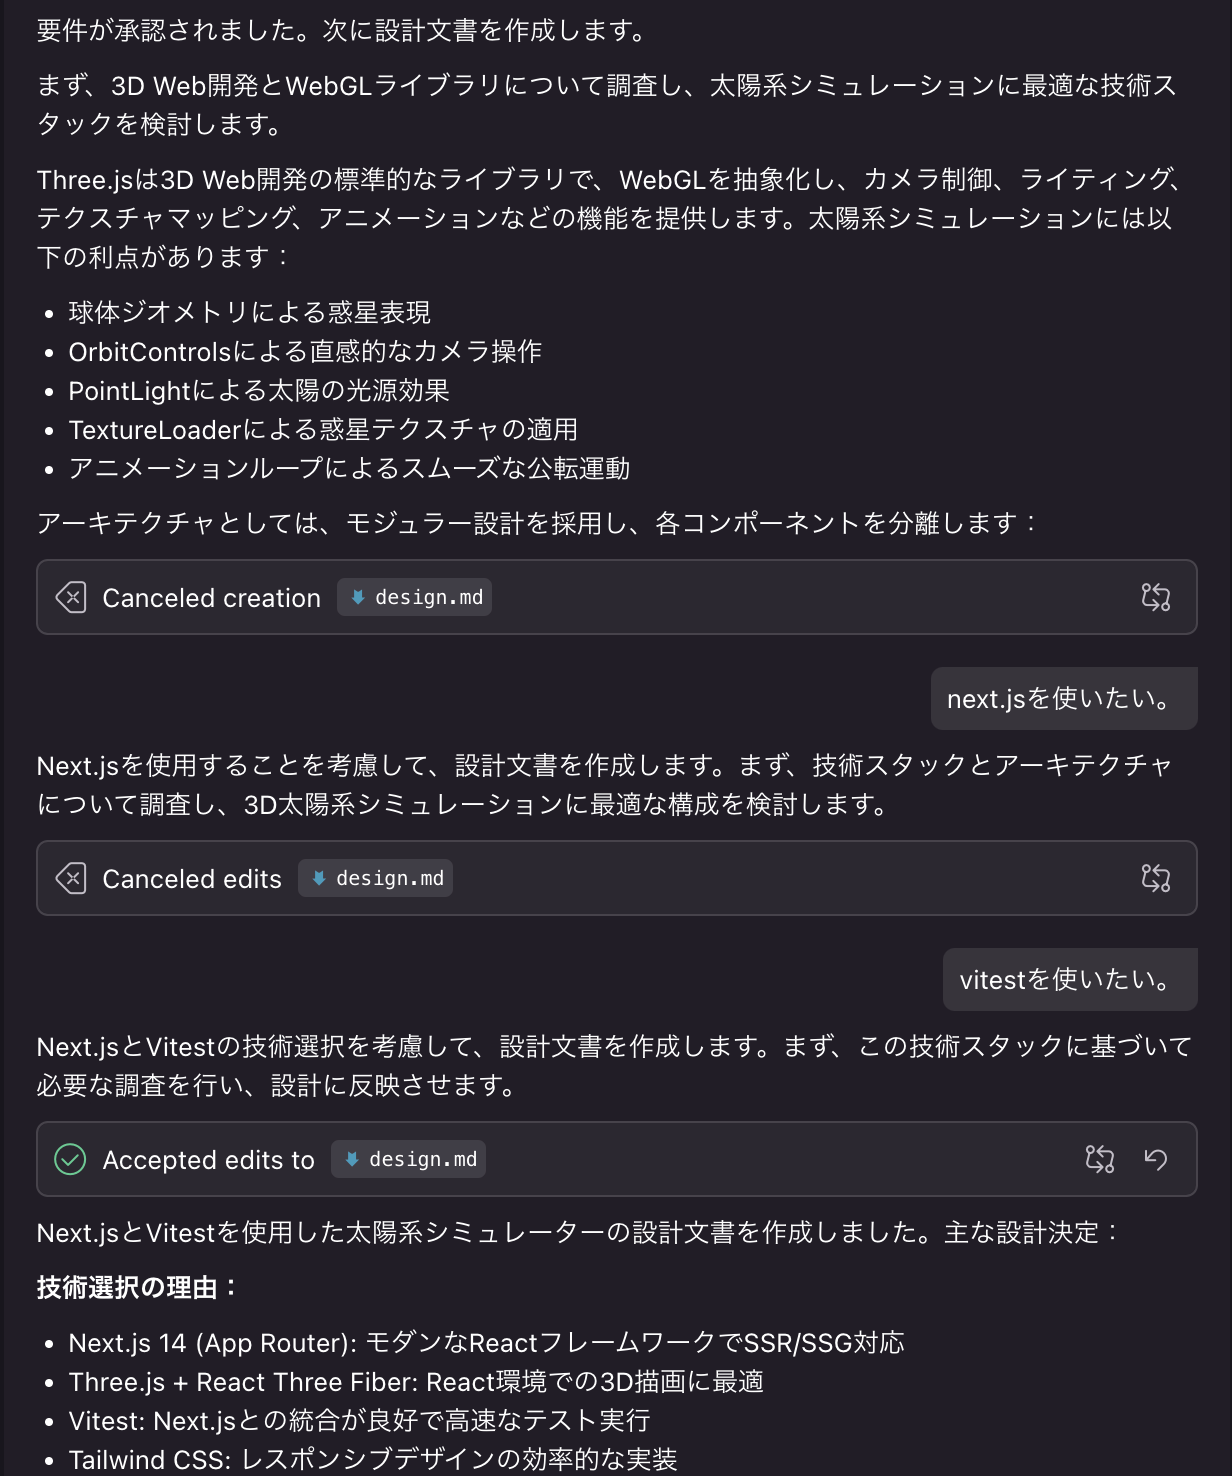 要件が承認されました。次に設計文書を作成します。
まず、3D Web開発とWebGLライブラリについて調査し、太陽系シミュレーションに最適な技術ス
タックを検討します。
Three.jsは3D Web開発の標準的なライブラリで、WebGLを抽象化し、カメラ制御、ライティング、
テクスチャマッピング、アニメーションなどの機能を提供します。太陽系シミュレーションには以
下の利点があります：
• 球体ジオメトリによる惑星表現
• OrbitControlsによる直感的なカメラ操作
• PointLightによる太陽の光源効果
• TextureLoaderによる惑星テクスチャの適用
• アニメーションループによるスムーズな公転運動
アーキテクチャとしては、モジュラー設計を採用し、各コンポーネントを分離します：
Canceled creation design.md
next.jsを使いたい。
Next.jsを使用することを考慮して、設計文書を作成します。まず、技術スタックとアーキテクチャ
について調査し、3D太陽系シミュレーションに最適な構成を検討します。
Canceled edits design.md
vitestを使いたい。
Next.jsとVitestの技術選択を考慮して、設計文書を作成します。まず、この技術スタックに基づいて
必要な調査を行い、設計に反映させます。
Accepted edits to design.md
Next.jsとVitestを使用した太陽系シミュレーターの設計文書を作成しました。主な設計決定：
技術選択の理由：
• Next.js 14 (App Router): モダンなReactフレームワークでSSR/SSG対応
• Three.js + React Three Fiber: React環境での3D描画に最適
• Vitest: Next.jsとの統合が良好で高速なテスト実行
• Tailwind CSS: レスポンシブデザインの効率的な実装